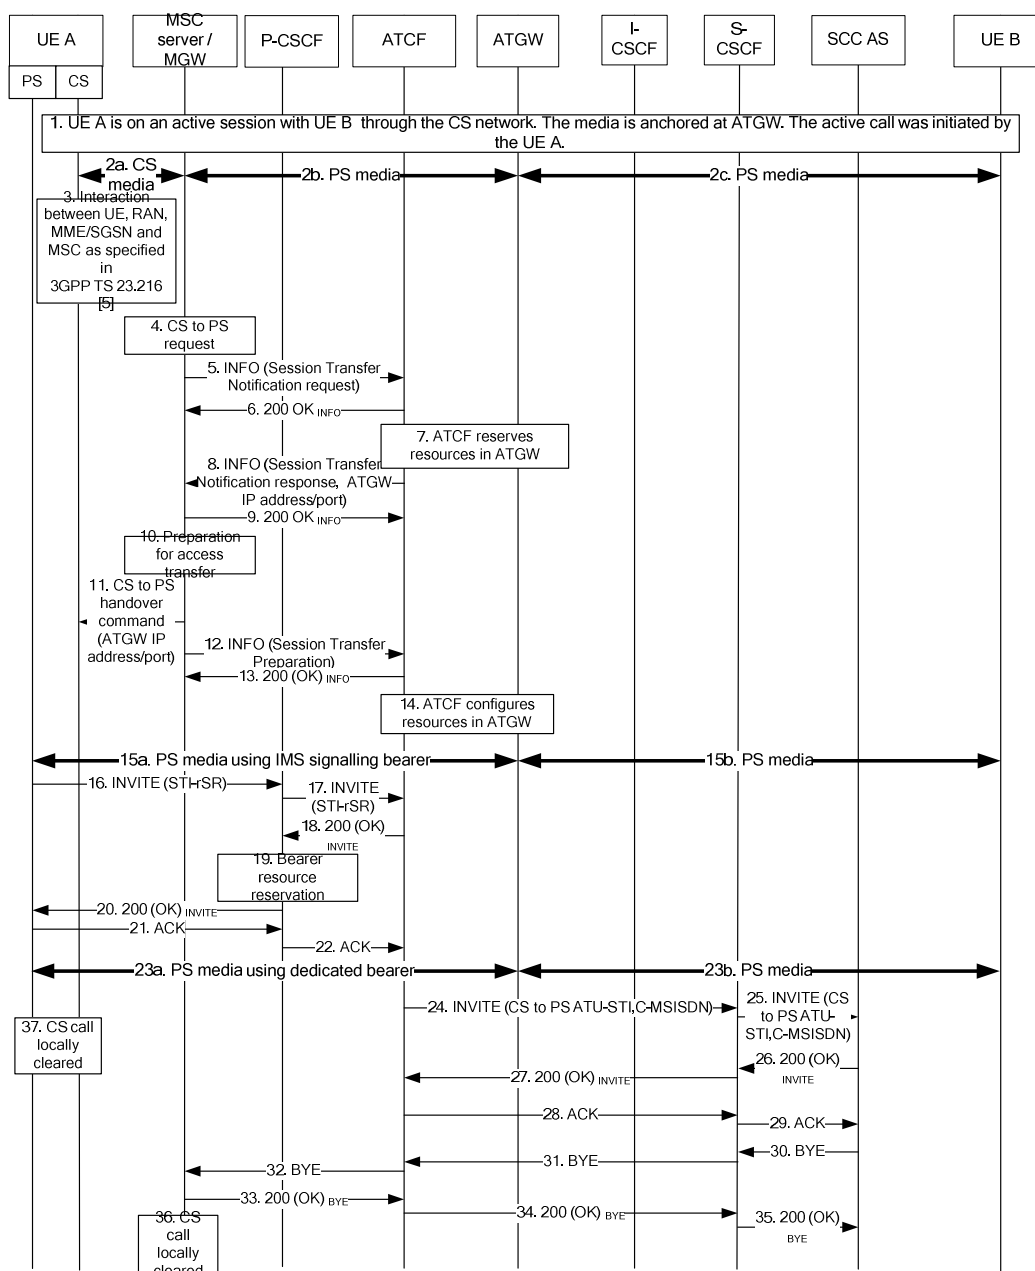 UE A
MSC
server /
MGW
P-CSCF
ATCF
ATGW
I-
CSCF
S-
CSCF
SCC AS
UE B
PS
CS
1. UE A is on an active session with UE B through the CS network. The media is anchored at ATGW. The active call was initiated by
the UE A.
2a. CS
media
2b. PS media
2c. PS media
3. Interaction
between UE, RAN,
MME/SGSN and
MSC as specified
in
3GPP TS 23.216
[5]
4. CS to PS
request
5. INFO (Session Transfer
Notification request)
6. 200 OK INFO
7. ATCF reserves
resources in ATGW
8. INFO (Session Transfer
Notification response, ATGW
IP address/port)
9. 200 OK INFO
10. Preparation
for access
transfer
11. CS to PS
handover
command
(ATGW IP
address/port)
12. INFO (Session Transfer
Preparation)
13. 200 (OK) INFO
14. ATCF configures
resources in ATGW
15a. PS media using IMS signalling bearer
15b. PS media
16. INVITE (STI-rSR)
17. INVITE
(STI-rSR)
18. 200 (OK)
INVITE
19. Bearer
resource
reservation
20. 200 (OK) INVITE
21. ACK
22. ACK
23a. PS media using dedicated bearer
23b. PS media
24. INVITE (CS to PS ATU-STI,C-MSISDN)
25. INVITE (CS
to PS ATU-
STI,C-MSISDN)
37. CS call
locally
cleared
26. 200 (OK)
INVITE
27. 200 (OK) INVITE
28. ACK
29. ACK
30. BYE
31. BYE
32. BYE
33. 200 (OK) BYE
34. 200 (OK) BYE
35. 200 (OK)
BYE
36. CS
call
locally
cleared